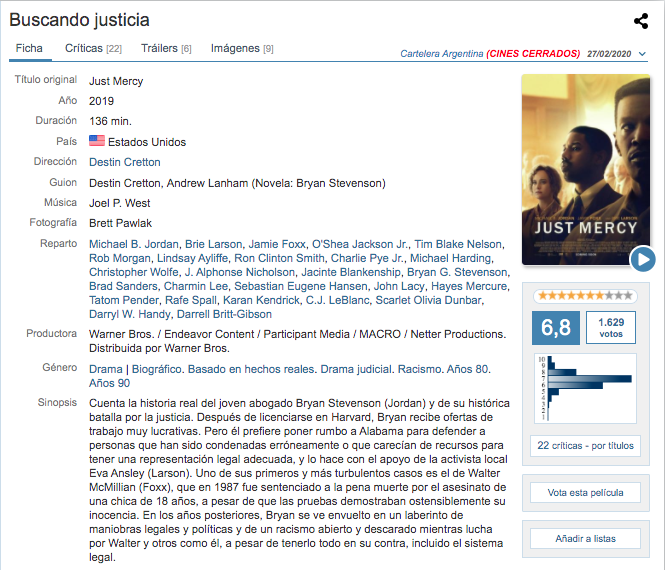 Buscando justicia
Ficha Críticas [22] Tráilers [6] Imágenes [9]
Cartelera Argentina (CINES CERRADOS) 27/02/2020
Título original Just Mercy
Año 2019
Duración 136 min.
País Estados Unidos
Dirección Destin Cretton
Guion Destin Cretton, Andrew Lanham (Novela: Bryan Stevenson)
Música Joel P. West
Fotografía Brett Pawlak
Reparto Michael B. Jordan, Brie Larson, Jamie Foxx, O'Shea Jackson Jr., Tim Blake Nelson,
Rob Morgan, Lindsay Ayliffe, Ron Clinton Smith, Charlie Pye Jr., Michael Harding,
Christopher Wolfe, J. Alphonse Nicholson, Jacinte Blankenship, Bryan G. Stevenson,
Brad Sanders, Charmin Lee, Sebastian Eugene Hansen, John Lacy, Hayes Mercure,
Tatom Pender, Rafe Spall, Karan Kendrick, C.J. LeBlanc, Scarlet Olivia Dunbar,
Darryl W. Handy, Darrell Britt-Gibson
Productora Warner Bros. / Endeavor Content / Participant Media / MACRO / Netter Productions.
Distribuida por Warner Bros.
Género Drama | Biográfico. Basado en hechos reales. Drama judicial. Racismo. Años 80.
Años 90
Sinopsis Cuenta la historia real del joven abogado Bryan Stevenson (Jordan) y de su histórica
batalla por la justicia. Después de licenciarse en Harvard, Bryan recibe ofertas de
trabajo muy lucrativas. Pero él prefiere poner rumbo a Alabama para defender a
personas que han sido condenadas erróneamente o que carecían de recursos para
tener una representación legal adecuada, y lo hace con el apoyo de la activista local
Eva Ansley (Larson). Uno de sus primeros y más turbulentos casos es el de Walter
McMillian (Foxx), que en 1987 fue sentenciado a la pena muerte por el asesinato de
una chica de 18 años, a pesar de que las pruebas demostraban ostensiblemente su
inocencia. En los años posteriores, Bryan se ve envuelto en un laberinto de
maniobras legales y políticas y de un racismo abierto y descarado mientras lucha
por Walter y otros como él, a pesar de tenerlo todo en su contra, incluido el sistema
legal.
JUST MERCY
6,8
1.629
votos
10
9
8
7
6
5
4
3
2
1
22 críticas - por títulos
Vota esta película
Añadir a listas